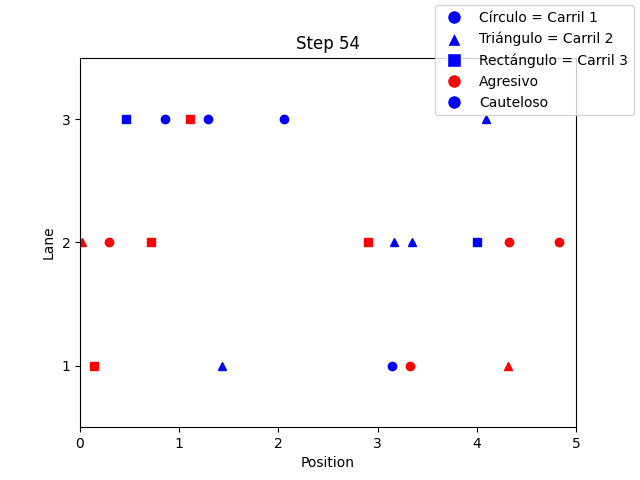 Step 54
Círculo = Carril 1
Triángulo = Carril 2
Rectángulo = Carril 3
Agresivo
Cauteloso
Lane
3
2
1
0 1 2 3 4 5
Position